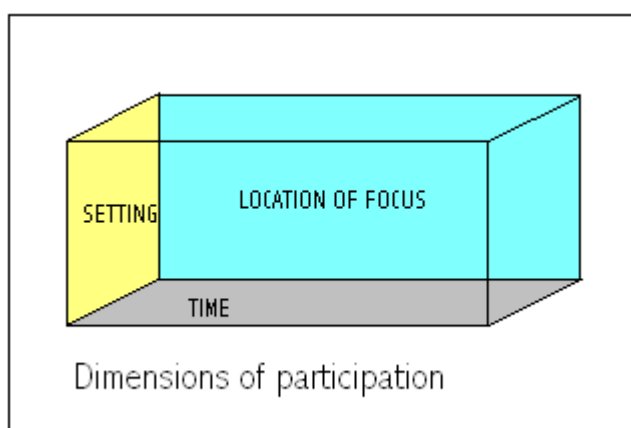 SETTING
LOCATION OF FOCUS
TIME
Dimensions of participation